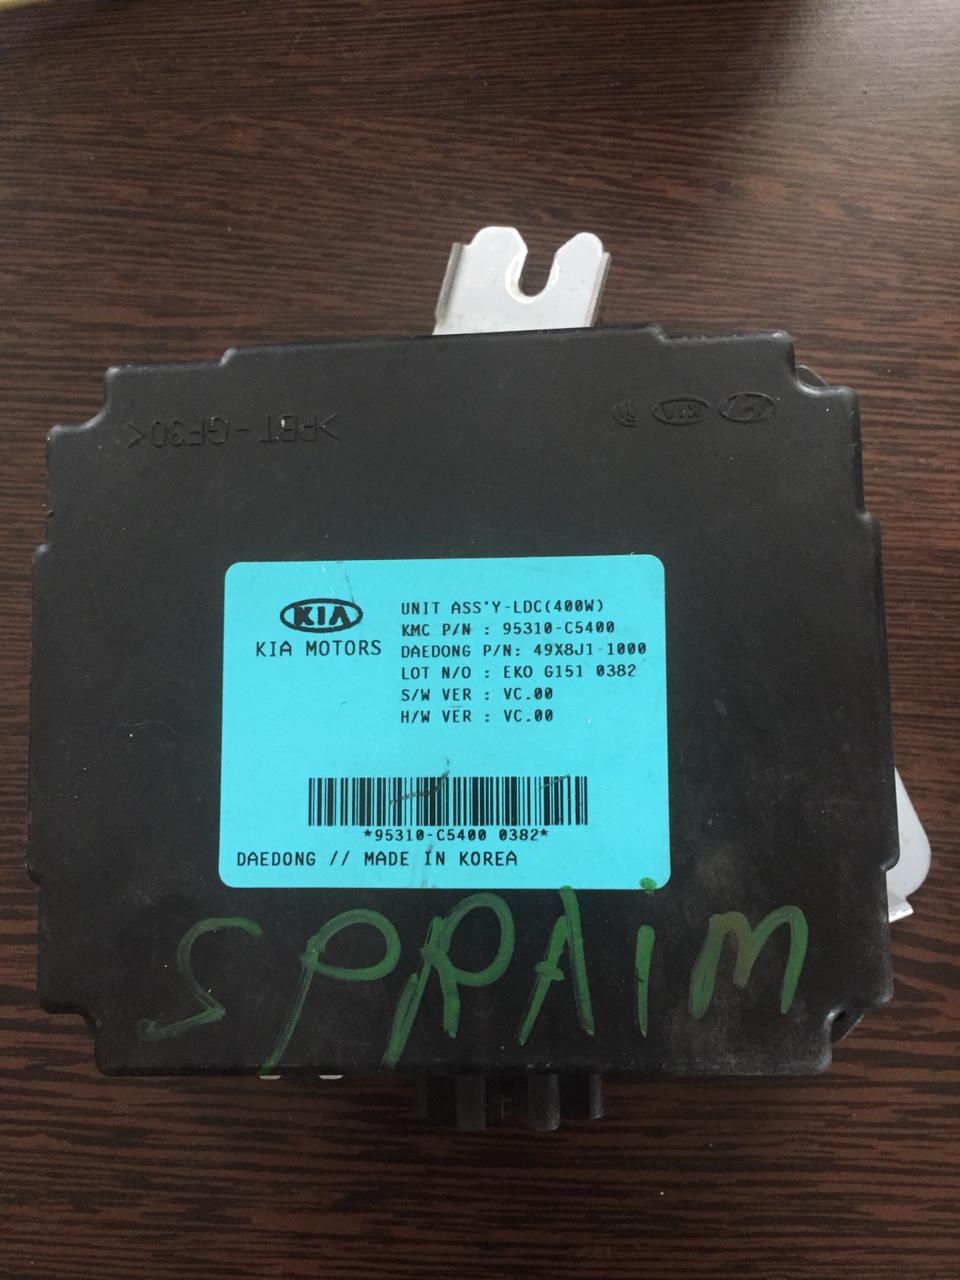 >PBT-GF30<
KIA
KIA
KIA MOTORS
UNIT ASS'Y-LDC(400W)
KMC P/N : 95310-C5400
DAEDONG P/N: 49X8J1-1000
LOT N/O : EKO G151 0382
S/W VER : VC.00
H/W VER : VC.00
*95310-C5400 0382*
DAEDONG // MADE IN KOREA
SPRAIM